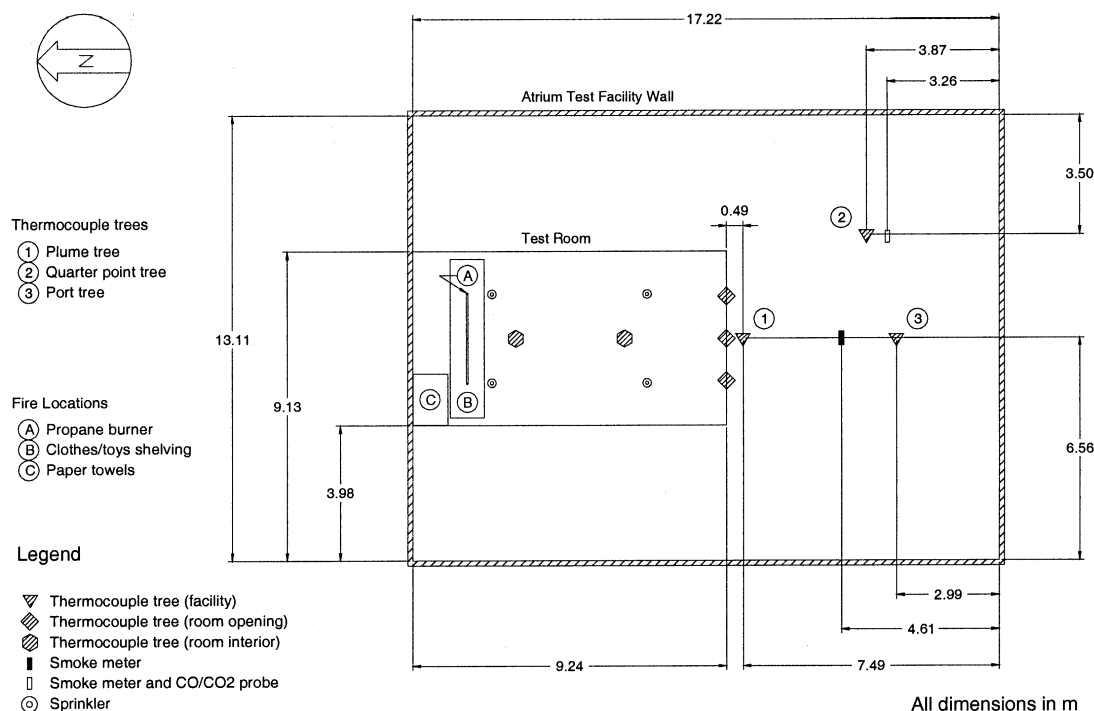 17.22
3.87
3.26
N
Atrium Test Facility Wall
3.50
0.49
2
Thermocouple trees
1 Plume tree
2 Quarter point tree
3 Port tree
Test Room
A
1
3
13.11
9.13
C
B
Fire Locations
A Propane burner
B Clothes/toys shelving
C Paper towels
6.56
3.98
Legend
Thermocouple tree (facility)
Thermocouple tree (room opening)
Thermocouple tree (room interior)
Smoke meter
Smoke meter and CO/CO2 probe
Sprinkler
2.99
4.61
9.24
7.49
All dimensions in m